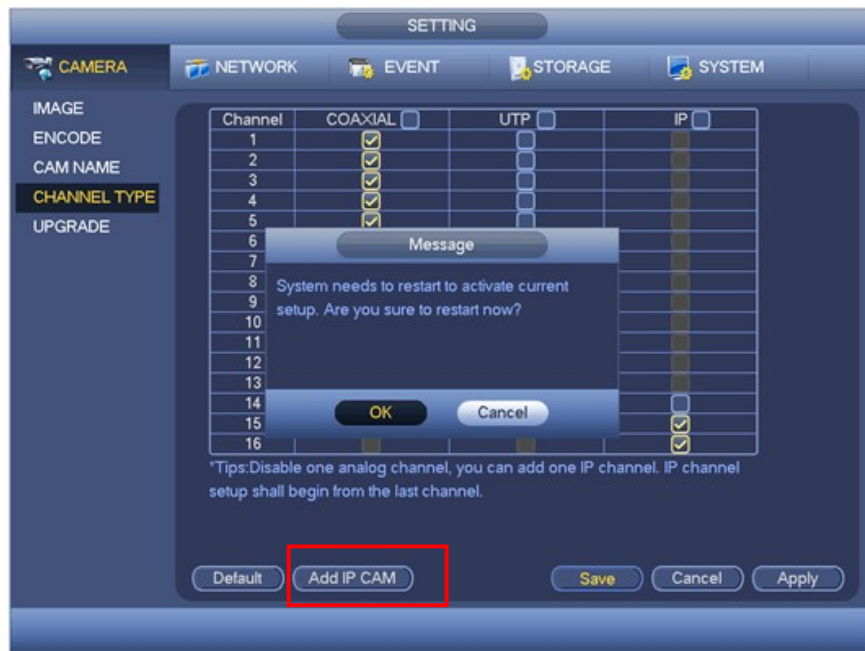 SETTING
CAMERA NETWORK EVENT STORAGE SYSTEM
IMAGE
ENCODE
CAM NAME
CHANNEL TYPE
UPGRADE
Channel COAXIAL UTP IP
1
2
3
4
5
6
7
8
9
10
11
12
13
14
15
16
Message
System needs to restart to activate current
setup. Are you sure to restart now?
OK Cancel
*Tips:Disable one analog channel, you can add one IP channel. IP channel
setup shall begin from the last channel.
Default Add IP CAM Save Cancel Apply